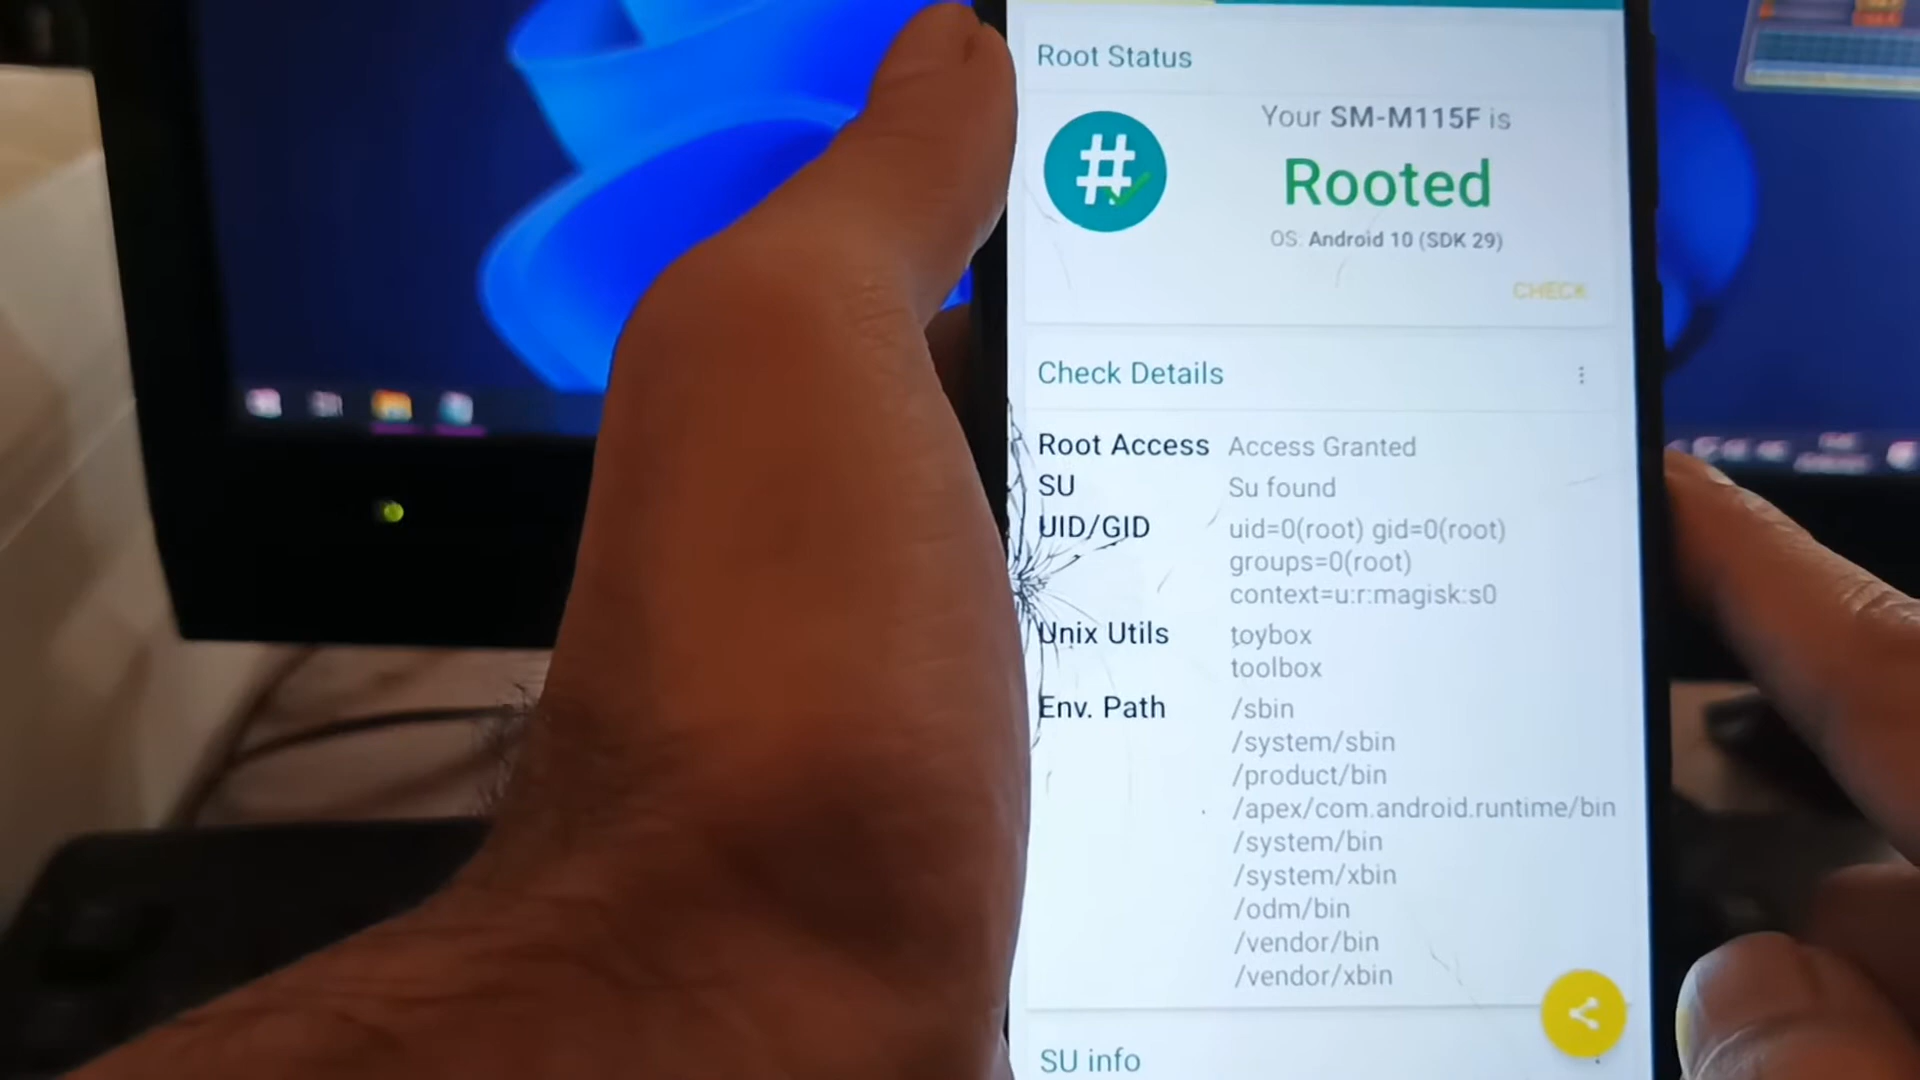 Root Status
Your SM-M115F is
Rooted
OS: Android 10 (SDK 29)
CHECK
Check Details
Root Access Access Granted
SU Su found
UID/GID uid=0(root) gid=0(root)
groups=0(root)
context=u:r:magisk:s0
Unix Utils toybox
toolbox
Env. Path /sbin
/system/sbin
/product/bin
/apex/com.android.runtime/bin
/system/bin
/system/xbin
/odm/bin
/vendor/bin
/vendor/xbin
SU info